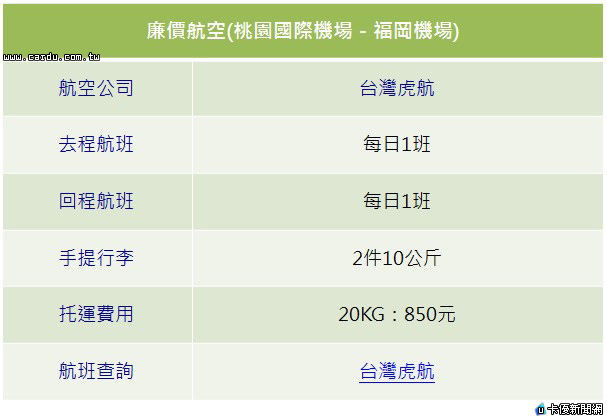 廉價航空(桃園國際機場 - 福岡機場)
www.cardu.com.tw
航空公司 台灣虎航
去程航班 每日1班
回程航班 每日1班
手提行李 2件10公斤
托運費用 20KG：850元
航班查詢 台灣虎航
u 卡優新聞網